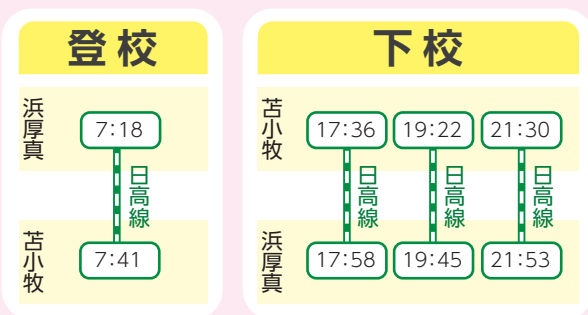 登校
浜厚真
7:18
日高線
苫小牧
7:41
下校
苫小牧
17:36 19:22 21:30
日高線 日高線 日高線
浜厚真
17:58 19:45 21:53